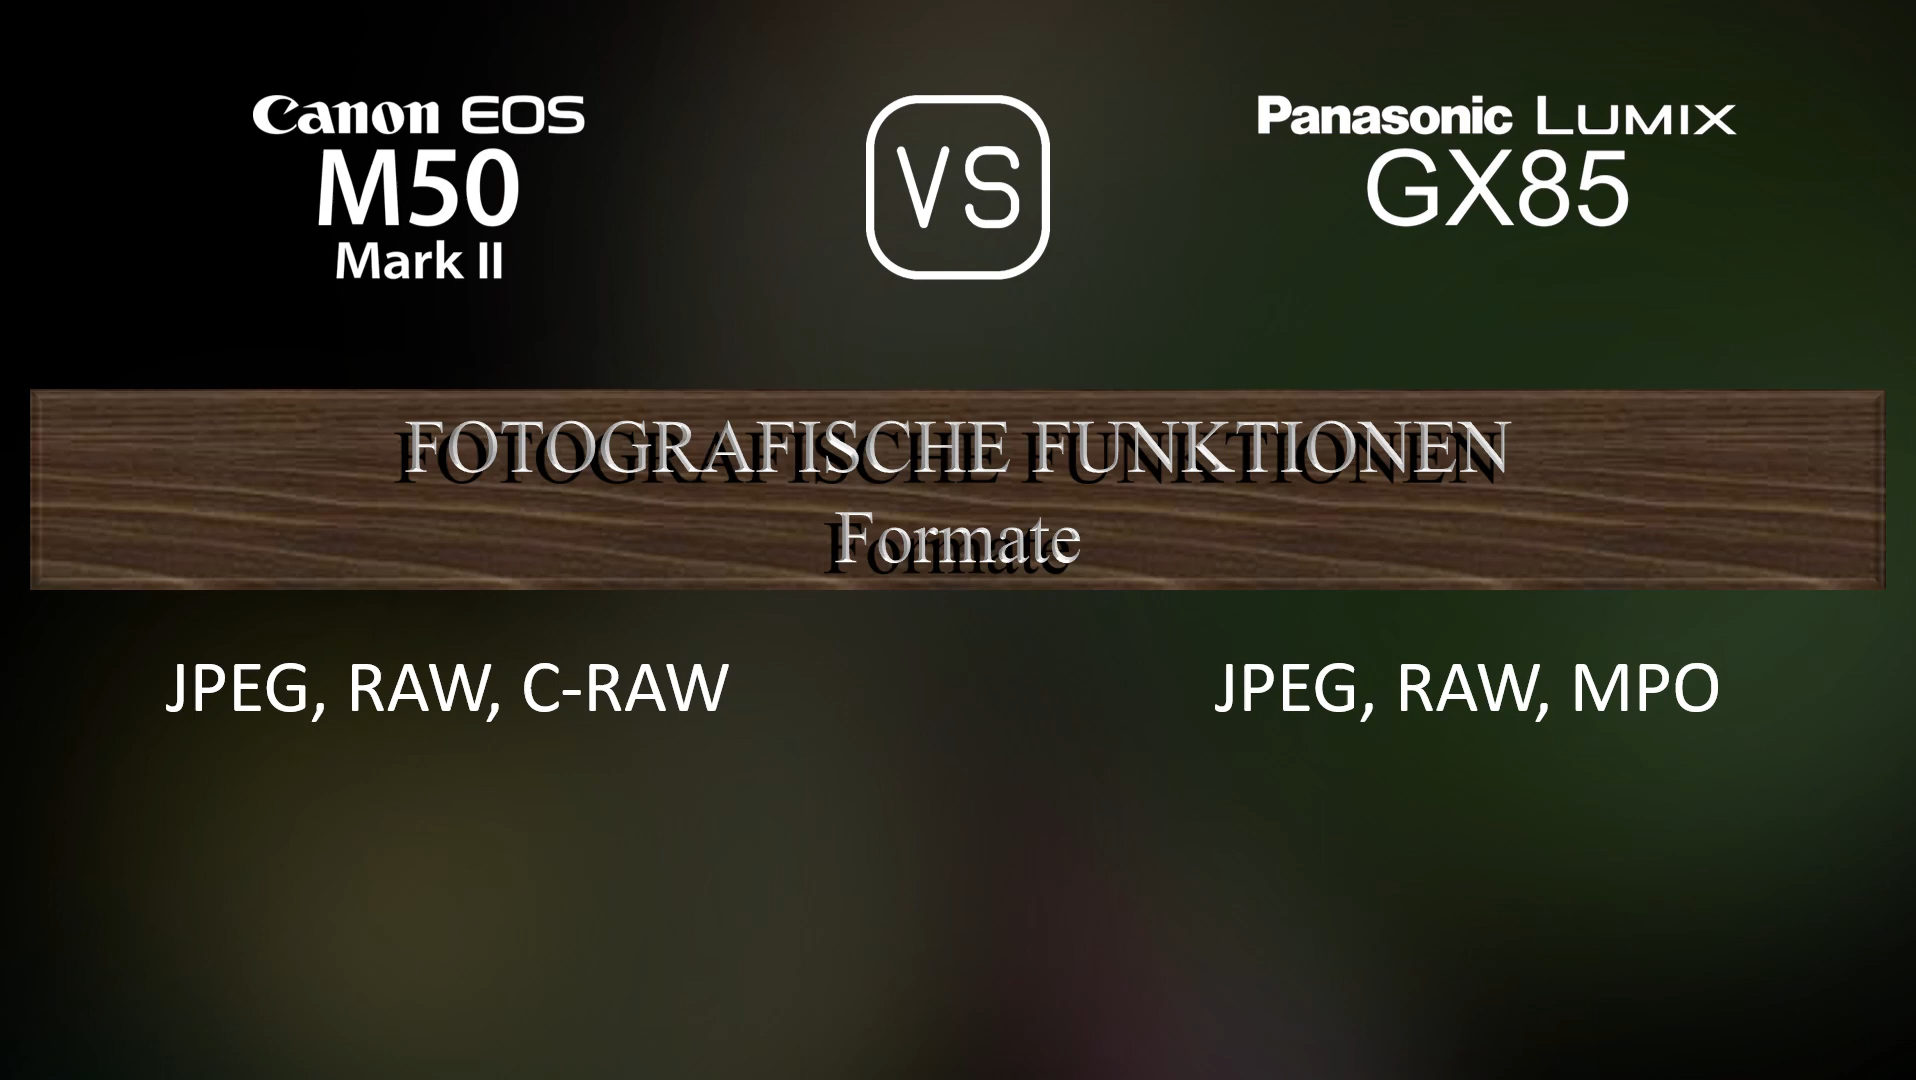 Canon EOS
M50
Mark II
VS
Panasonic LUMIX
GX85
FOTOGRAFISCHE FUNKTIONEN
Formate
JPEG, RAW, C-RAW
JPEG, RAW, MPO